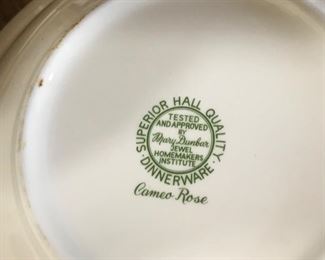 SUPERIOR HALL QUALITY
DINNERWARE
TESTED
AND APPROVED
BY
Mary Dunbar
JEWEL
HOMEMAKERS
INSTITUTE
Cameo Rose